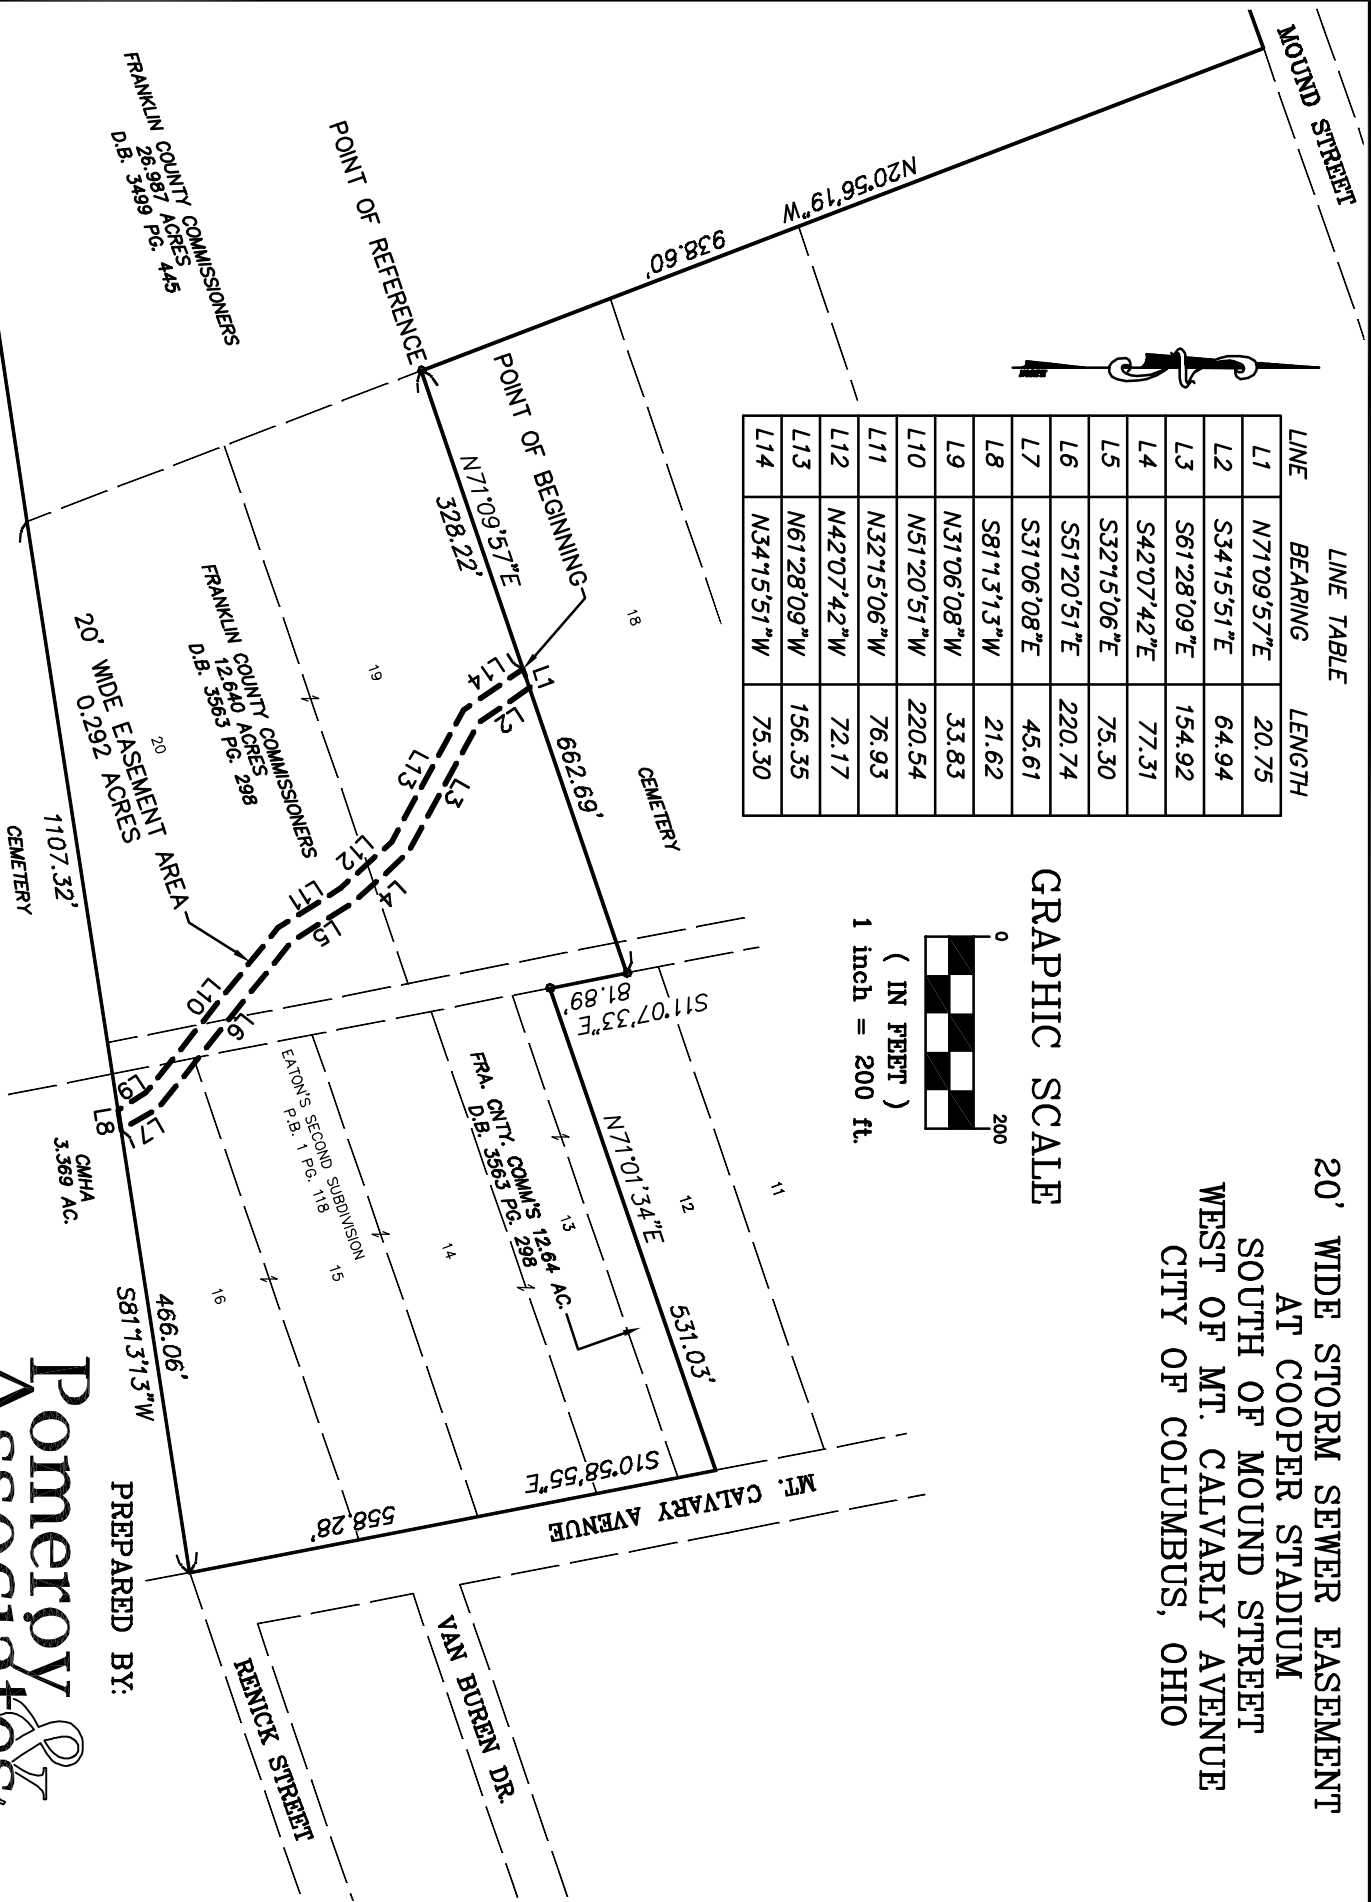 20' WIDE STORM SEWER EASEMENT
AT COOPER STADIUM
SOUTH OF MOUND STREET
WEST OF MT. CALVARLY AVENUE
CITY OF COLUMBUS, OHIO
MOUND STREET
LINE TABLE
LINE BEARING LENGTH
L1 N71°09'57"E 20.75
L2 S34°15'51"E 64.94
L3 S61°28'09"E 154.92
L4 S42°07'42"E 77.31
L5 S32°15'06"E 75.30
L6 S51°20'51"E 220.74
L7 S31°06'08"E 45.61
L8 S81°13'13"W 21.62
L9 N31°06'08"W 33.83
L10 N51°20'51"W 220.54
L11 N32°15'06"W 76.93
L12 N42°07'42"W 72.17
L13 N61°28'09"W 156.35
L14 N34°15'51"W 75.30
GRAPHIC SCALE
0 200
( IN FEET )
1 inch = 200 ft.
N20°56'19"W
938.60'
POINT OF REFERENCE
POINT OF BEGINNING
N71°09'57"E
328.22'
FRANKLIN COUNTY COMMISSIONERS
26.987 ACRES
D.B. 3499 PG. 445
18
CEMETERY
662.69'
L1
L2
L14
L3
L13
L4
L12
L5
L11
L6
L10
L7
L9
L8
19
FRANKLIN COUNTY COMMISSIONERS
12.640 ACRES
D.B. 3563 PG. 298
20
20' WIDE EASEMENT AREA
0.292 ACRES
1107.32'
CEMETERY
S11°07'33"E
81.89'
11
12
N71°01'34"E
531.03'
FRA. CNTY. COMM'S 12.64 AC.
D.B. 3563 PG. 298
13
14
15
EATON'S SECOND SUBDIVISION
P.B. 1 PG. 118
16
CMHA
3.369 AC.
466.06'
S81°13'13"W
S10°58'55"E
558.28'
MT. CALVARY AVENUE
VAN BUREN DR.
RENICK STREET
PREPARED BY:
Pomeroy &
Associates,